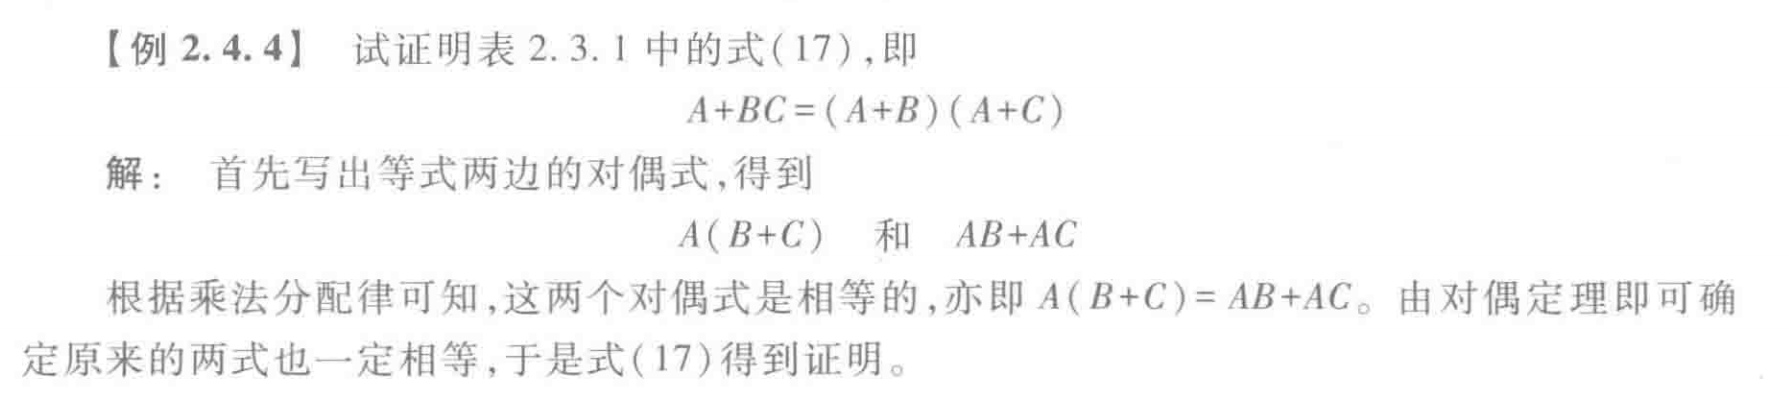 【例 2.4.4】 试证明表 2.3.1 中的式(17),即
A+BC=(A+B)(A+C)
解： 首先写出等式两边的对偶式,得到
A(B+C) 和 AB+AC
根据乘法分配律可知,这两个对偶式是相等的,亦即 A(B+C)=AB+AC。由对偶定理即可确
定原来的两式也一定相等,于是式(17)得到证明。